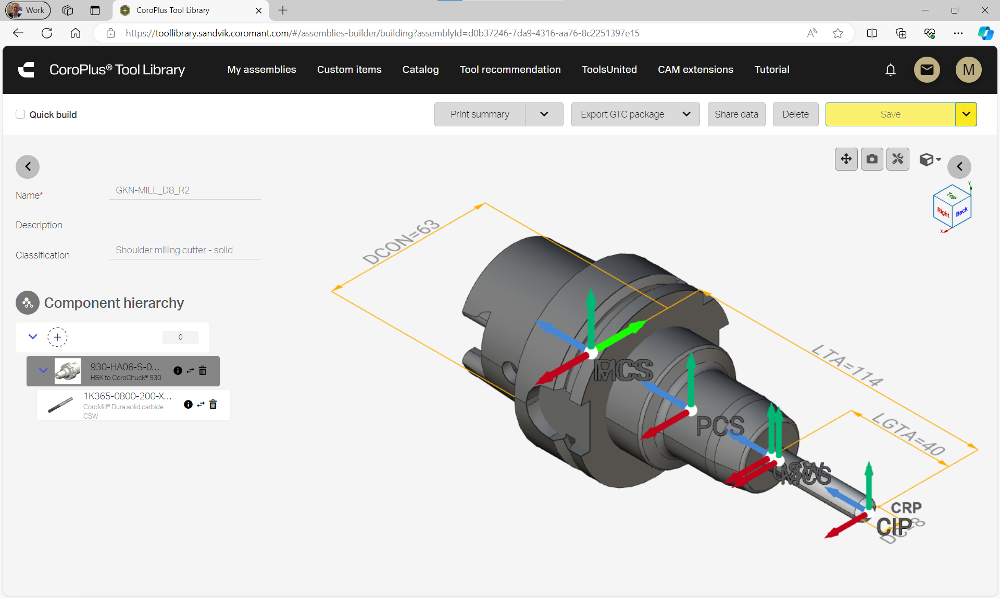 Work
CoroPlus Tool Library
https://toollibrary.sandvik.coromant.com/#/assemblies-builder/building?assemblyId=d0b37246-7da9-4316-aa76-8c2251397e15
CoroPlus® Tool Library
My assemblies
Custom items
Catalog
Tool recommendation
ToolsUnited
CAM extensions
Tutorial
M
Quick build
Print summary
Export GTC package
Share data
Delete
Save
Name*
GKN-MILL_D8_R2
Description
Classification
Shoulder milling cutter - solid
Component hierarchy
0
930-HA06-S-0...
HSK to CoroChuck® 930
1K365-0800-200-X...
CoroMill® Dura solid carbide ...
CSW
Y
Top
Right
Back
X
DCON=63
LTA=114
MCS
PCS
LGTA=40
CSW
MCS
CRP
CIP